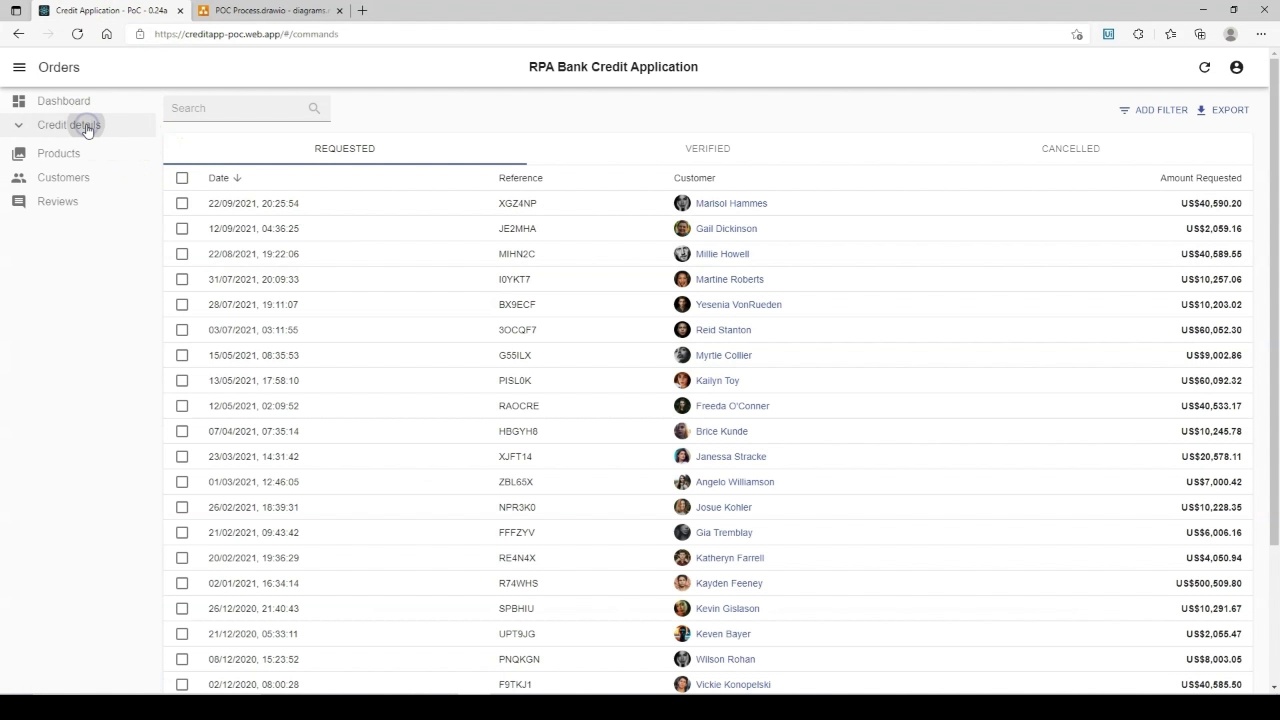 Credit Application - PoC - 0.24a
POC Process.drawio - diagrams.
https://creditapp-poc.web.app/#/commands
Orders
RPA Bank Credit Application
Dashboard
Credit details
Products
Customers
Reviews
Search
ADD FILTER
EXPORT
REQUESTED VERIFIED CANCELLED
Date Reference Customer Amount Requested
22/09/2021, 20:25:54 XGZ4NP Marisol Hammes US$40,590.20
12/09/2021, 04:36:25 JE2MHA Gail Dickinson US$2,059.16
22/08/2021, 19:22:06 MIHN2C Millie Howell US$40,589.55
31/07/2021, 20:09:33 I0YKT7 Martine Roberts US$10,257.06
28/07/2021, 19:11:07 BX9ECF Yesenia VonRueden US$10,203.02
03/07/2021, 03:11:55 3OCQF7 Reid Stanton US$60,052.30
15/05/2021, 08:35:53 G55ILX Myrtie Collier US$9,002.86
13/05/2021, 17:58:10 PISL0K Kailyn Toy US$60,092.32
12/05/2021, 02:09:52 RAOCRE Freeda O'Conner US$40,533.17
07/04/2021, 07:35:14 HBGYH8 Brice Kunde US$10,245.78
23/03/2021, 14:31:42 XJFT14 Janessa Stracke US$20,578.11
01/03/2021, 12:46:05 ZBL65X Angelo Williamson US$7,000.42
26/02/2021, 18:39:31 NPR3K0 Josue Kohler US$10,228.35
21/02/2021, 09:43:42 FFFZYV Gia Tremblay US$6,006.16
20/02/2021, 19:36:29 RE4N4X Katheryn Farrell US$4,050.94
02/01/2021, 16:34:14 R74WHS Kayden Feeney US$500,509.80
26/12/2020, 21:40:43 SPBHIU Kevin Gislason US$10,291.67
21/12/2020, 05:33:11 UPT9JG Keven Bayer US$2,055.47
08/12/2020, 15:23:52 PNQKGN Wilson Rohan US$8,003.05
02/12/2020, 08:00:28 F9TKJ1 Vickie Konopelski US$40,585.50